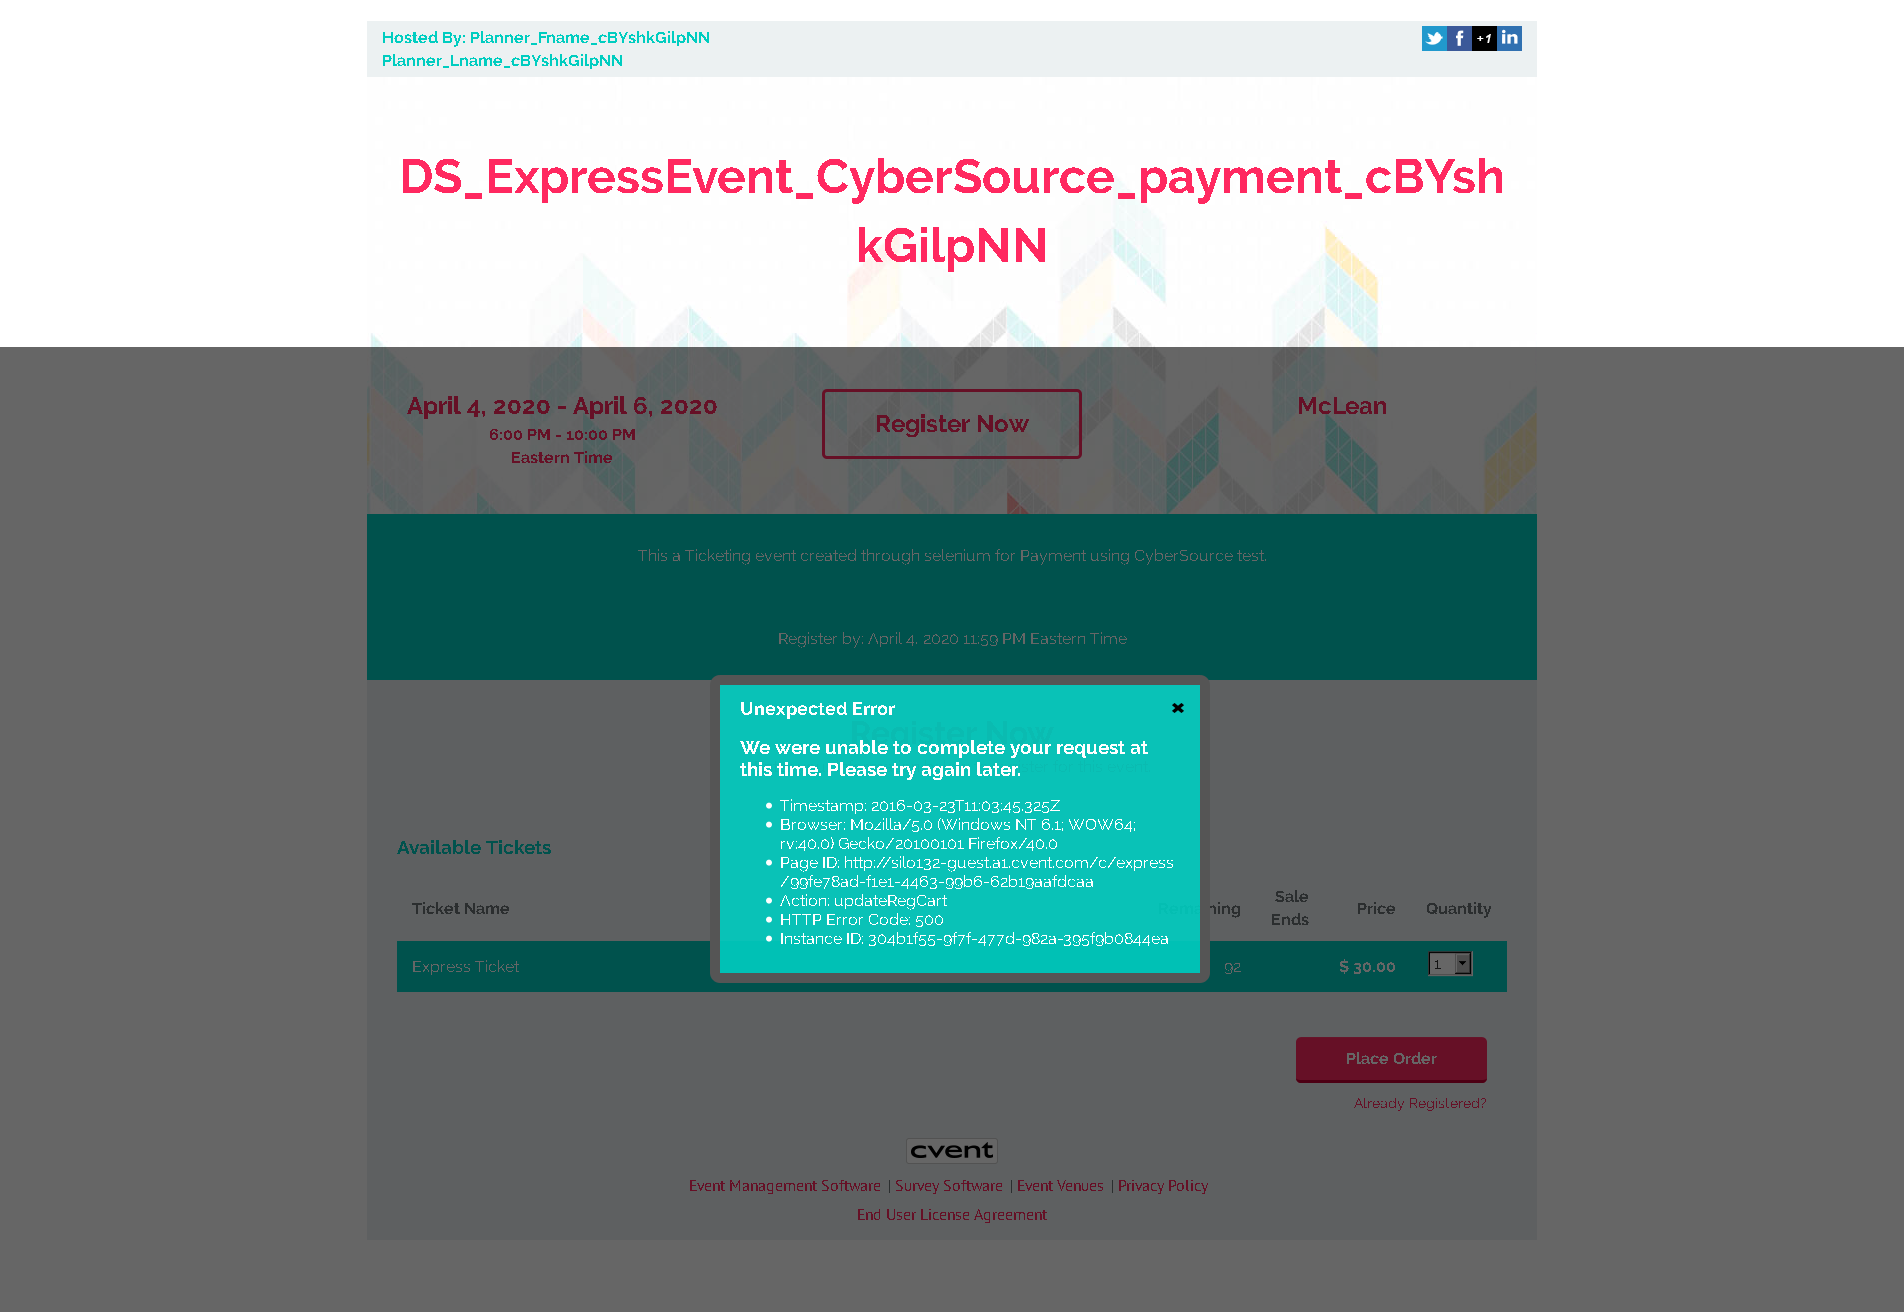 Hosted By: Planner_Fname_cBYshkGilpNN
Planner_Lname_cBYshkGilpNN
+1
in
DS_ExpressEvent_CyberSource_payment_cBYsh
kGilpNN
April 4, 2020 - April 6, 2020
6:00 PM - 10:00 PM
Eastern Time
Register Now
McLean
This a Ticketing event created through selenium for Payment using CyberSource test.
Register by: April 4, 2020 11:59 PM Eastern Time
Register Now
Unexpected Error
We were unable to complete your request at
this time. Please try again later.
Timestamp: 2016-03-23T11:03:45.325Z
Browser: Mozilla/5.0 (Windows NT 6.1; WOW64;
rv:40.0) Gecko/20100101 Firefox/40.0
Page ID: http://silo132-guest.a1.cvent.com/c/express
/99fe78ad-f1e1-4463-99b6-62b19aafdcaa
Action: updateRegCart
HTTP Error Code: 500
Instance ID: 304b1f55-9f7f-477d-982a-395f9b0844ea
Available Tickets
Ticket Name
Remaining
Sale
Ends
Price
Quantity
Express Ticket
92
$ 30.00
1
Place Order
Already Registered?
cvent
Event Management Software | Survey Software | Event Venues | Privacy Policy
End User License Agreement